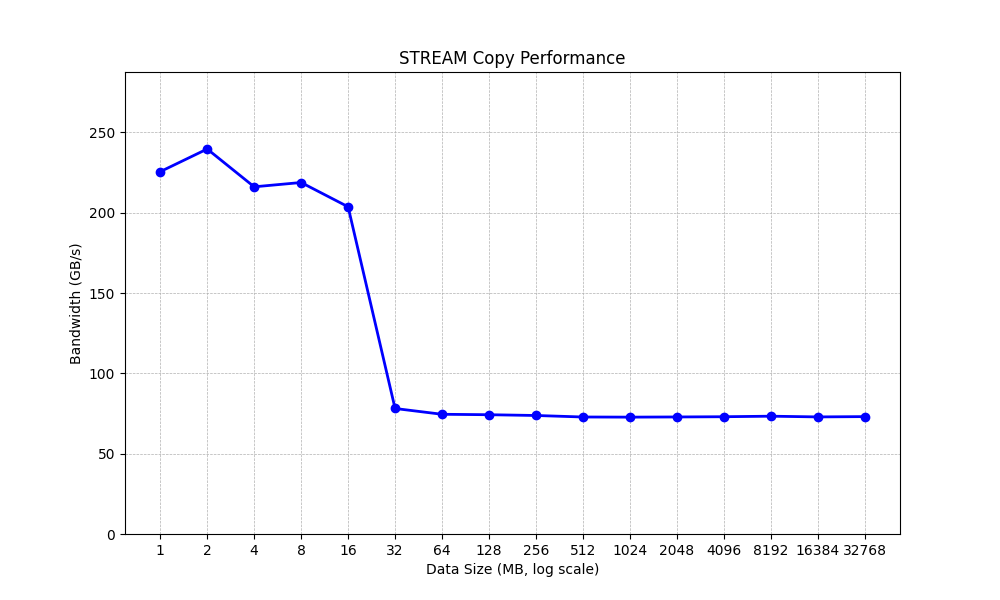 STREAM Copy Performance
Bandwidth (GB/s)
250
200
150
100
50
0
1 2 4 8 16 32 64 128 256 512 1024 2048 4096 8192 16384 32768
Data Size (MB, log scale)